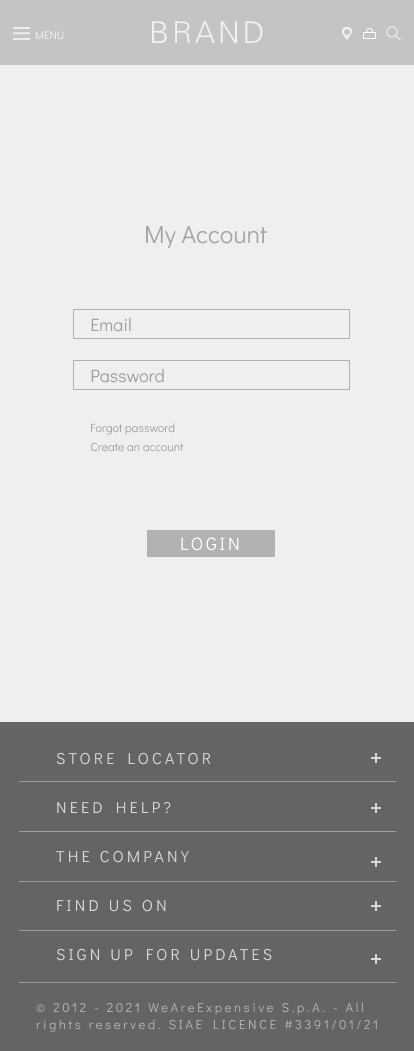 MENU BRAND
My Account
Email
Password
Forgot password
Create an account
LOGIN
STORE LOCATOR
NEED HELP?
THE COMPANY
FIND US ON
SIGN UP FOR UPDATES
© 2012 - 2021 WeAreExpensive S.p.A. - All
rights reserved. SIAE LICENCE #3391/01/21